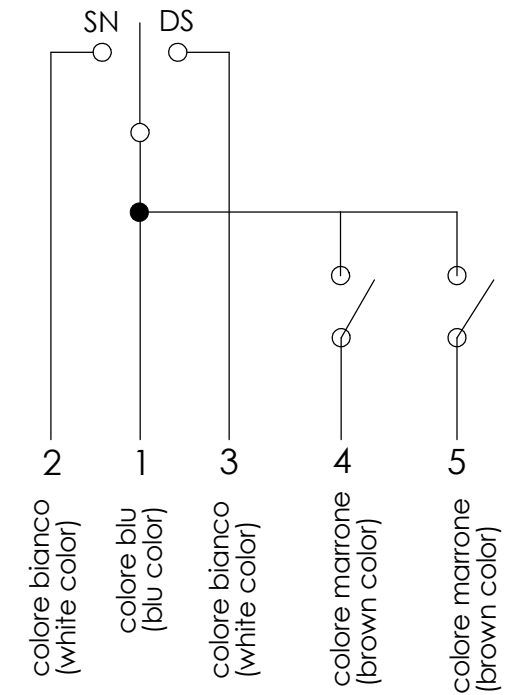 SN DS
2 1 3 4 5
colore bianco
(white color)
colore blu
(blu color)
colore bianco
(white color)
colore marrone
(brown color)
colore marrone
(brown color)